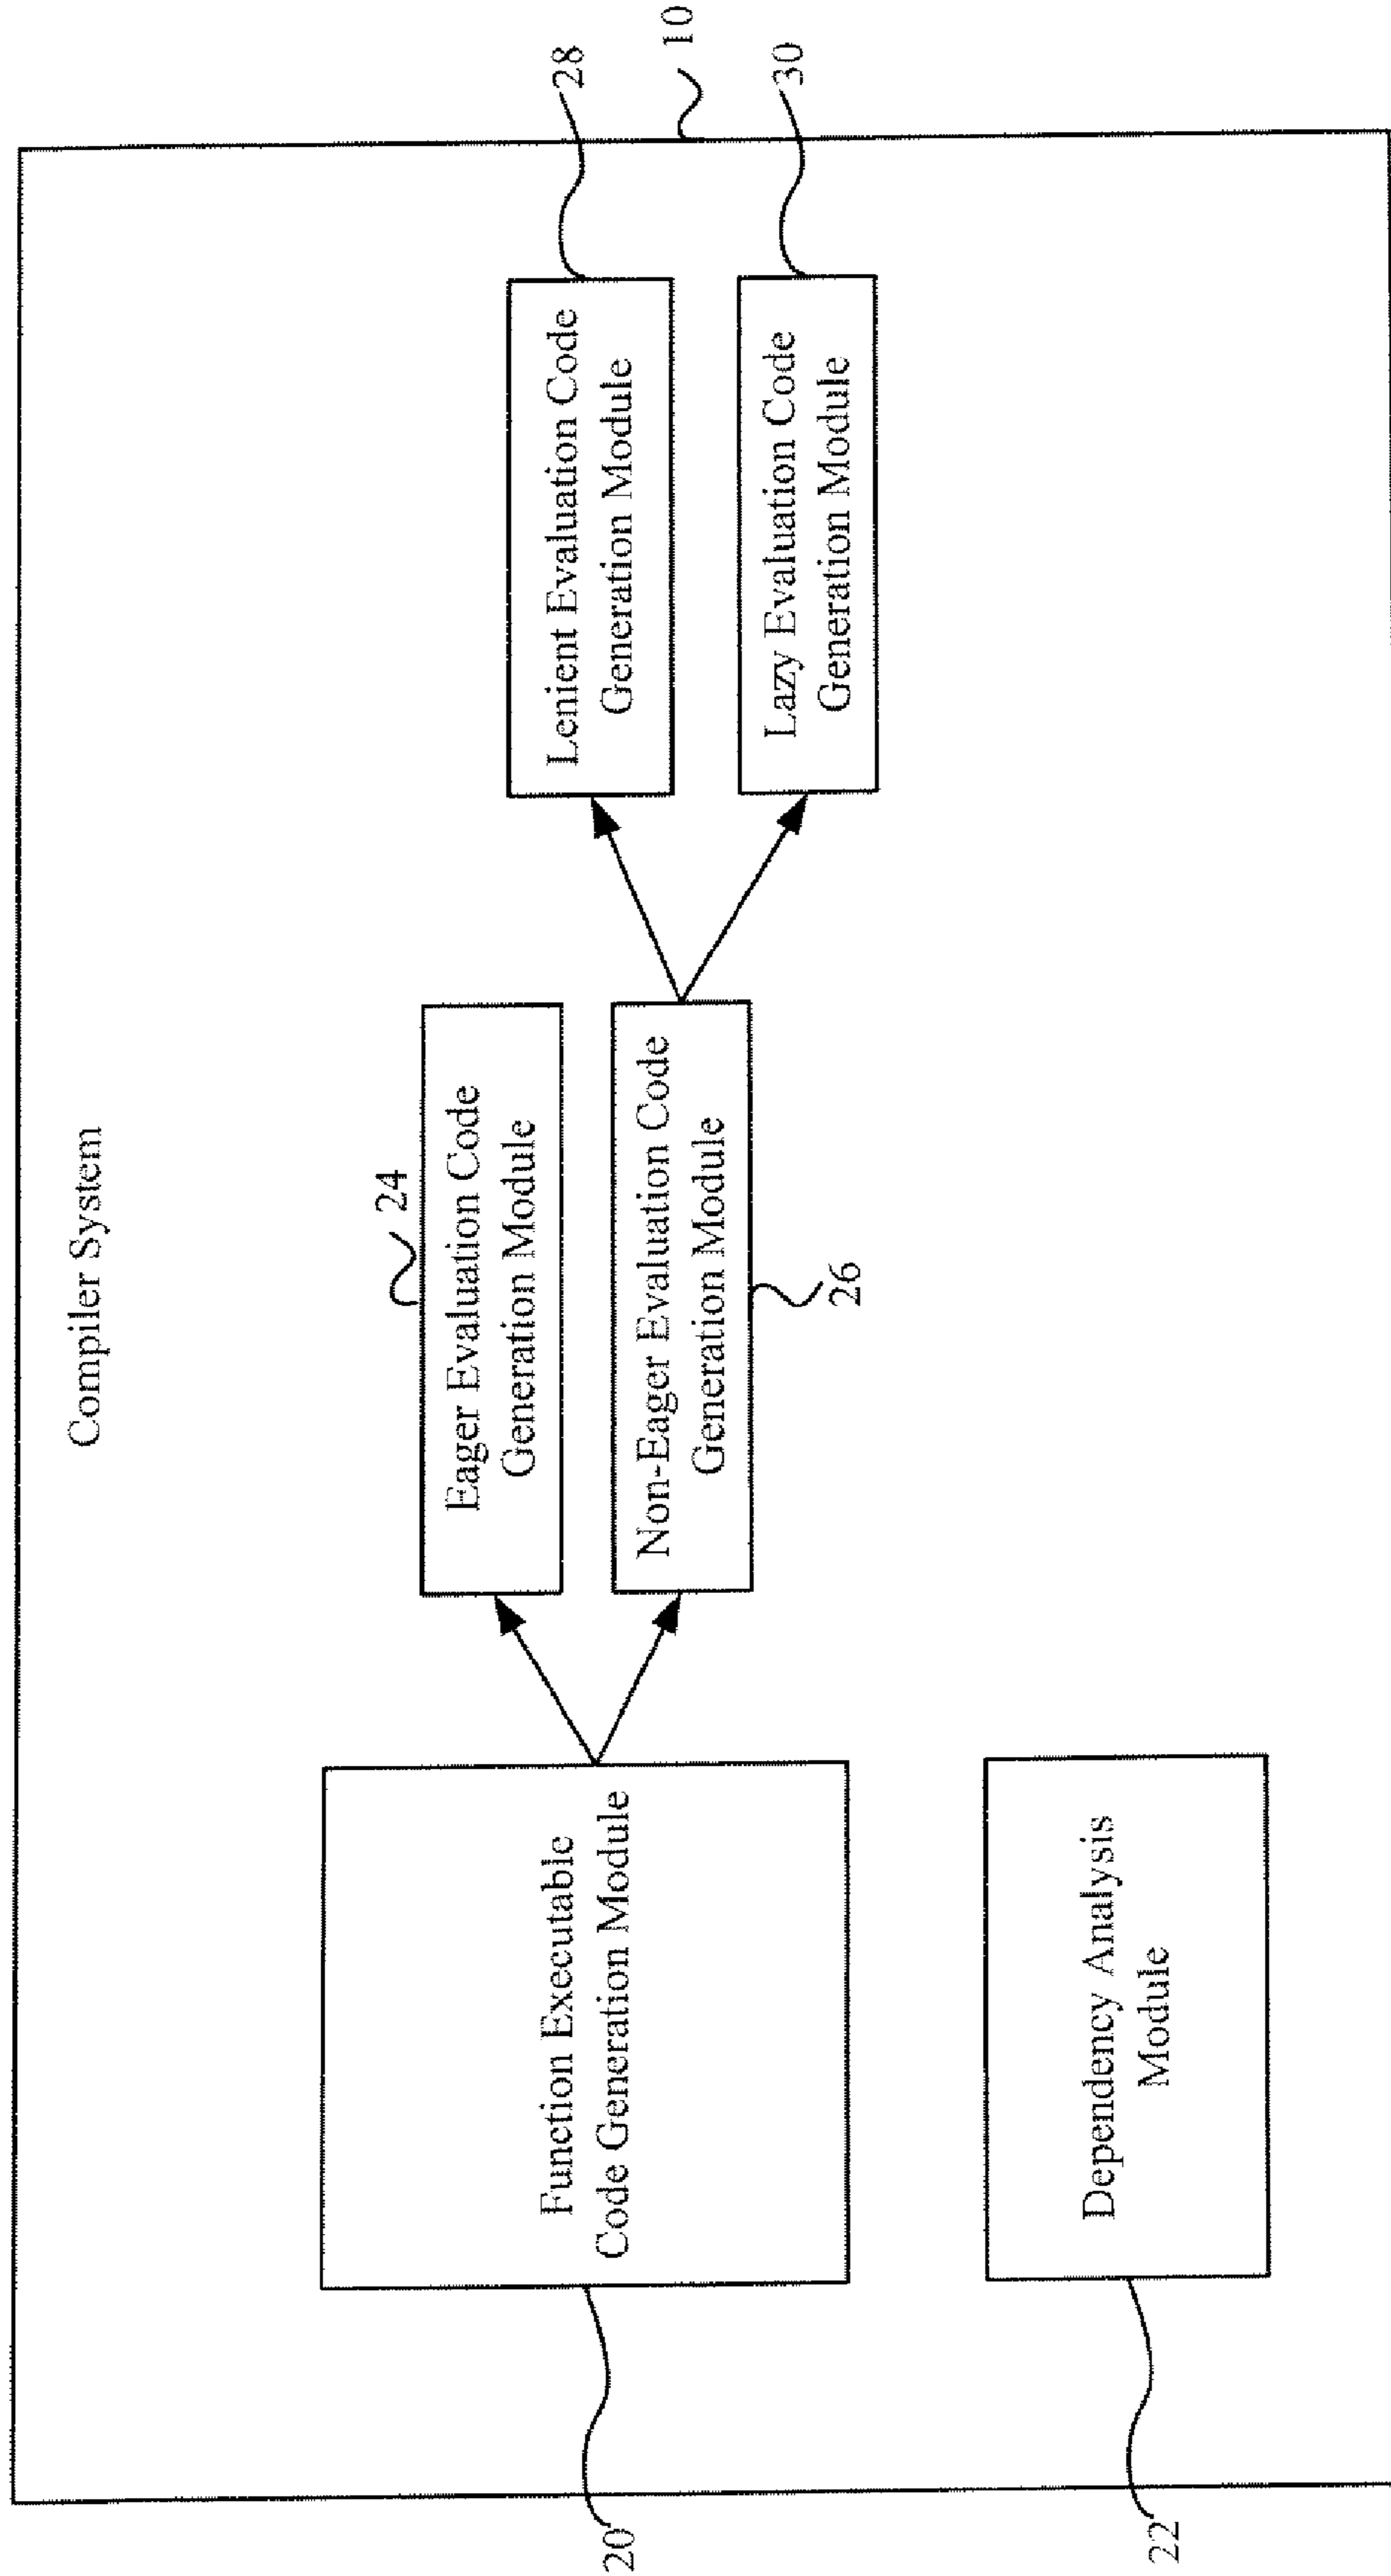 Compiler System
10
24
28
Eager Evaluation Code
Generation Module
Lenient Evaluation Code
Generation Module
Function Executable
Code Generation Module
20
Non-Eager Evaluation Code
Generation Module
26
Lazy Evaluation Code
Generation Module
30
Dependency Analysis
Module
22